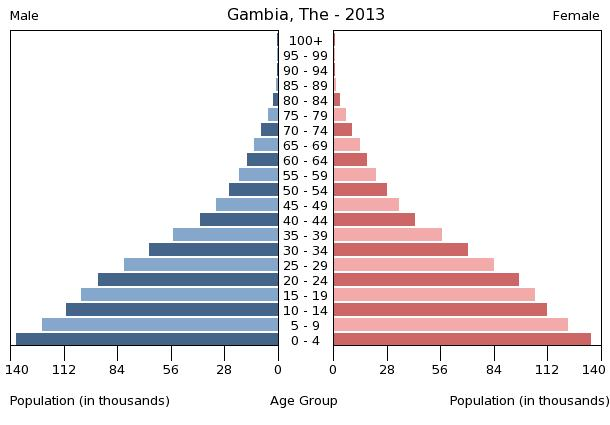 Gambia, The - 2013
Male
Female
100+
95 - 99
90 - 94
85 - 89
80 - 84
75 - 79
70 - 74
65 - 69
60 - 64
55 - 59
50 - 54
45 - 49
40 - 44
35 - 39
30 - 34
25 - 29
20 - 24
15 - 19
10 - 14
5 - 9
0 - 4
140 112 84 56 28 0 0 28 56 84 112 140
Population (in thousands) Age Group Population (in thousands)